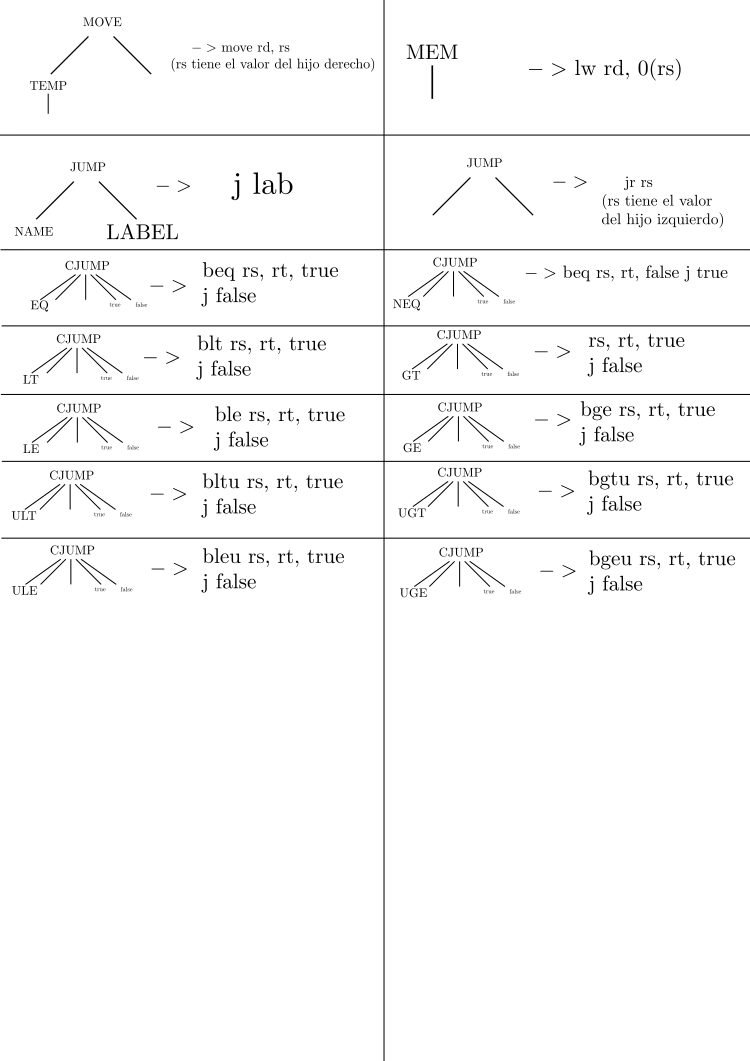 MOVE
− > move rd, rs
(rs tiene el valor del hijo derecho)
TEMP
MEM
− > lw rd, 0(rs)
JUMP
− >
j lab
NAME
LABEL
JUMP
− >
jr rs
(rs tiene el valor
del hijo izquierdo)
CJUMP
− >
beq rs, rt, true
j false
EQ
true
false
CJUMP
− > beq rs, rt, false j true
NEQ
true
false
CJUMP
− >
blt rs, rt, true
j false
LT
true
false
CJUMP
− >
rs, rt, true
j false
GT
true
false
CJUMP
− >
ble rs, rt, true
j false
LE
true
false
CJUMP
− >
bge rs, rt, true
j false
GE
true
false
CJUMP
− >
bltu rs, rt, true
j false
ULT
true
false
CJUMP
− >
bgtu rs, rt, true
j false
UGT
true
false
CJUMP
− >
bleu rs, rt, true
j false
ULE
true
false
CJUMP
− >
bgeu rs, rt, true
j false
UGE
true
false